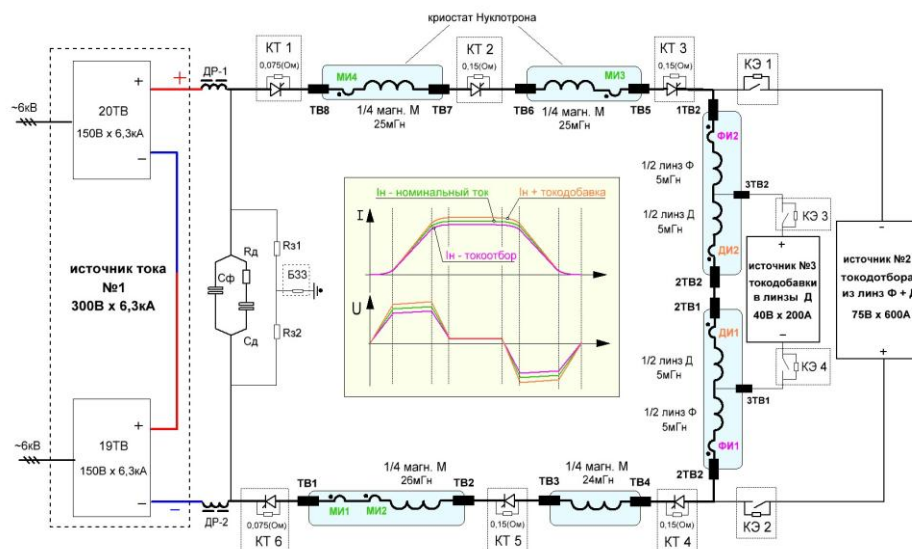 криостат Нуклотрона
КТ 1
0,075(Ом)
КТ 2
0,15(Ом)
КТ 3
0,15(Ом)
КЭ 1
~6кВ
+
20ТВ
150В x 6,3кА
−
+
ДР-1
МИ4
ТВ8
ТВ7
1/4 магн. М
25мГн
МИ3
ТВ6
ТВ5
1/4 магн. М
25мГн
1ТВ2
ФИ2
1/2 линз Ф
5мГн
3ТВ2
1/2 линз Д
5мГн
ДИ2
2ТВ2
КЭ 3
+
источник №3
токодобавки
в линзы Д
40В x 200А
−
КЭ 4
−
источник №2
токодотбора
из линз Ф + Д
75В x 600А
+
источник тока
№1
300В x 6,3кА
Rд
Сф
Сд
Rз1
БЗЗ
Rз2
Iн - номинальный ток
Iн + токодобавка
I
Iн - токоотбор
U
2ТВ1
ДИ1
1/2 линз Д
5мГн
3ТВ1
1/2 линз Ф
5мГн
ФИ1
2ТВ2
~6кВ
+
19ТВ
150В x 6,3кА
−
−
ДР-2
КТ 6
0,075(Ом)
ТВ1
МИ1
МИ2
1/4 магн. М
26мГн
ТВ2
КТ 5
0,15(Ом)
ТВ3
1/4 магн. М
24мГн
ТВ4
КТ 4
0,15(Ом)
КЭ 2